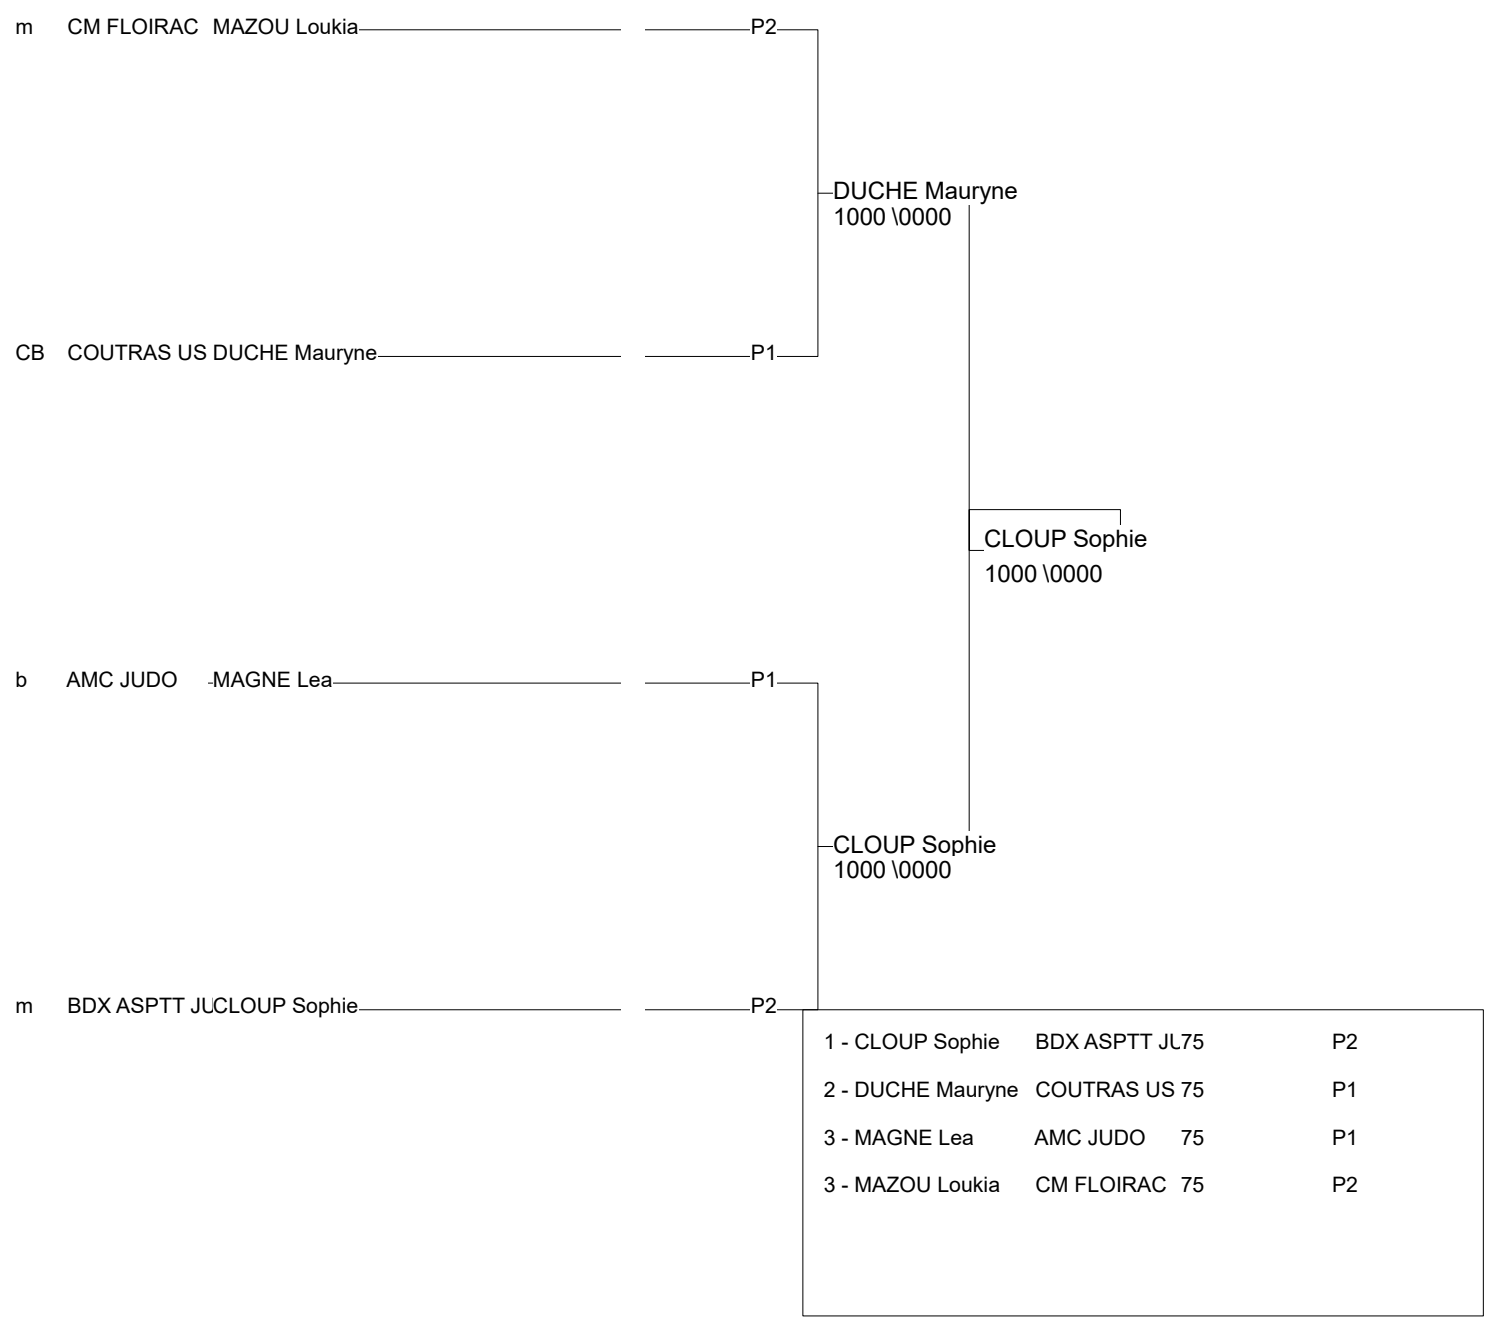 m CM FLOIRAC MAZOU Loukia P2
DUCHE Mauryne
1000 \0000
CB COUTRAS US DUCHE Mauryne P1
CLOUP Sophie
1000 \0000
b AMC JUDO MAGNE Lea P1
CLOUP Sophie
1000 \0000
m BDX ASPTT JUCLOUP Sophie P2
1 - CLOUP Sophie BDX ASPTT JU75 P2
2 - DUCHE Mauryne COUTRAS US 75 P1
3 - MAGNE Lea AMC JUDO 75 P1
3 - MAZOU Loukia CM FLOIRAC 75 P2